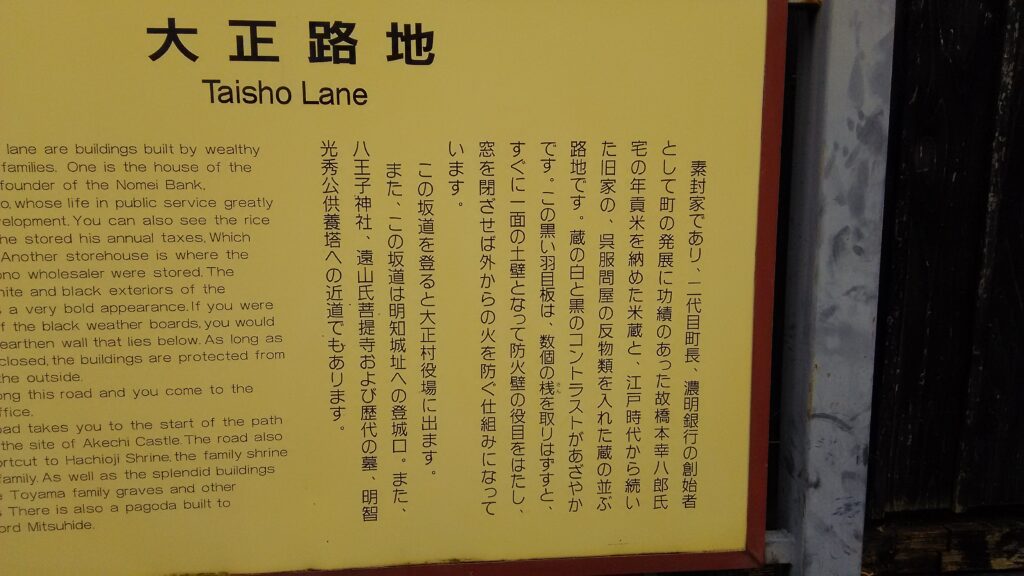 大正路地
Taisho Lane
素封家であり、二代目町長、濃明銀行の創始者
として町の発展に功績のあった故橋本幸八郎氏
宅の年貢米を納めた米蔵と、江戸時代から続い
た旧家の、呉服問屋の反物類を入れた蔵の並ぶ
路地です。蔵の白と黒のコントラストがあざやか
です。この黒い羽目板は、数個の桟を取りはずすと、
すぐに一面の土壁となって防火壁の役目をはたし、
窓を閉ざせば外からの火を防ぐ仕組みになって
います。
この坂道を登ると大正村役場に出ます。
また、この坂道は明知城址への登城口。また、
八王子神社、遠山氏菩提寺および歴代の墓、明智
光秀公供養塔への近道でもあります。
lane are buildings built by wealthy
families. One is the house of the
founder of the Nomei Bank,
o, whose life in public service greatly
velopment. You can also see the rice
he stored his annual taxes, Which
Another storehouse is where the
ono wholesaler were stored. The
hite and black exteriors of the
s a very bold appearance. If you were
f the black weather boards, you would
earthen wall that lies below. As long as
closed, the buildings are protected from
the outside.
ong this road and you come to the
ffice.
oad takes you to the start of the path
the site of Akechi Castle. The road also
ortcut to Hachioji Shrine, the family shrine
family. As well as the splendid buildings
e Toyama family graves and other
s There is also a pagoda built to
ord Mitsuhide.